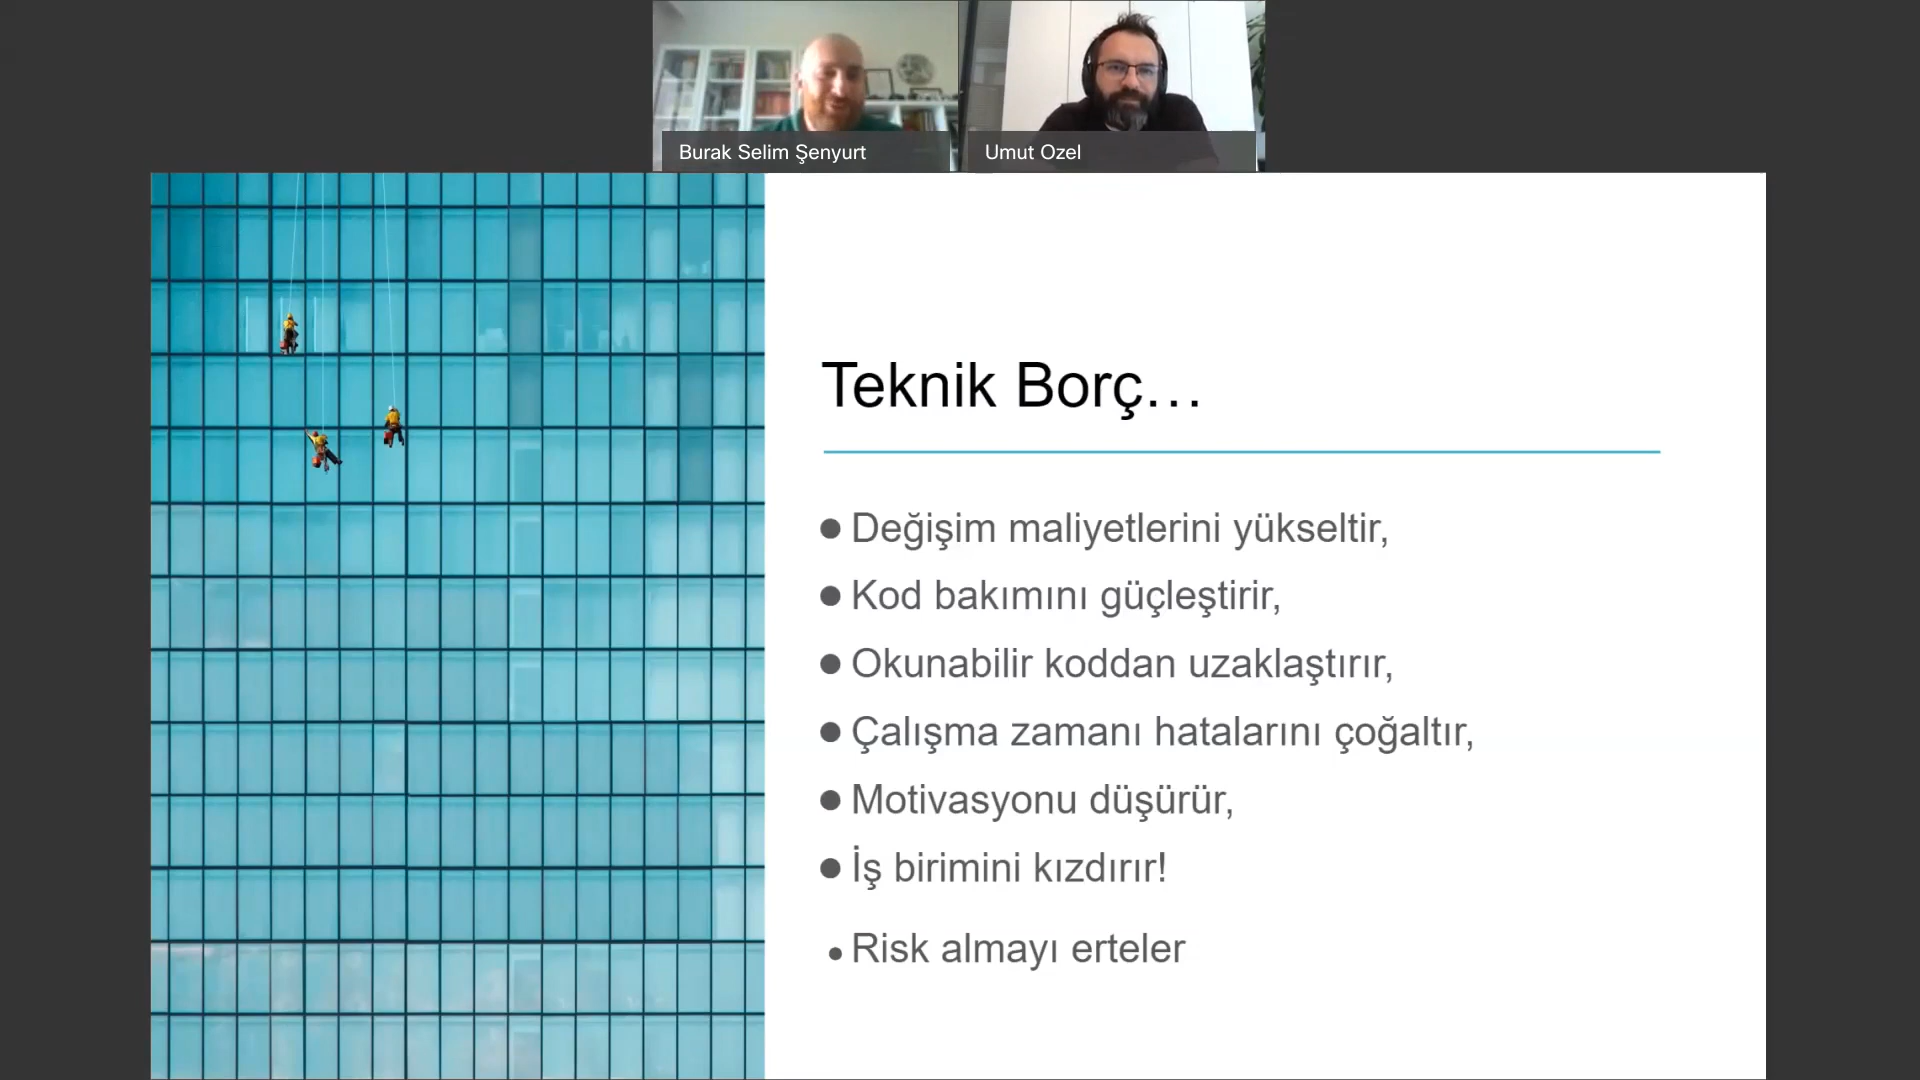 Burak Selim Şenyurt
Umut Ozel
Teknik Borç…
Değişim maliyetlerini yükseltir,
Kod bakımını güçleştirir,
Okunabilir koddan uzaklaştırır,
Çalışma zamanı hatalarını çoğaltır,
Motivasyonu düşürür,
İş birimini kızdırır!
Risk almayı erteler